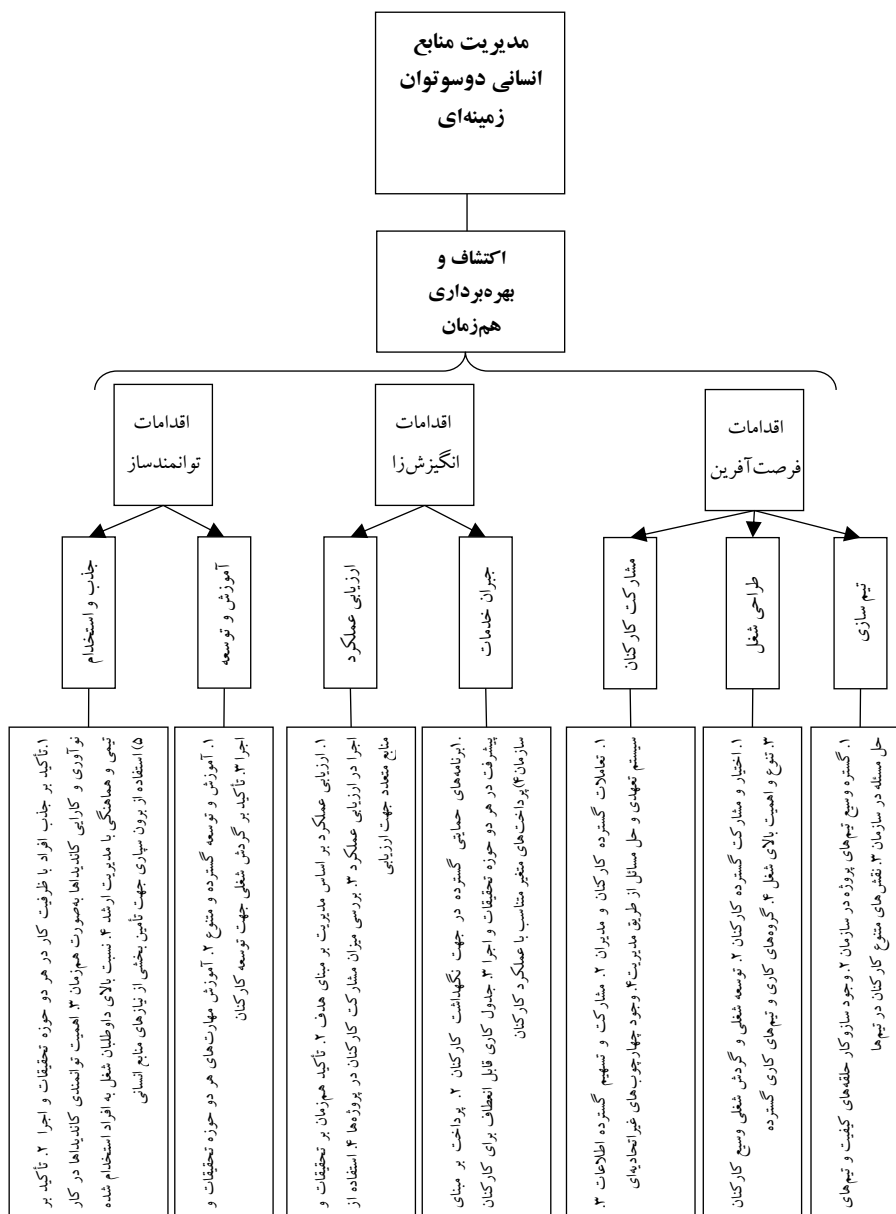 مدیریت منابع
انسانی دوسوتوان
زمینه‌ای
اکتشاف و
بهره‌برداری
هم‌زمان
اقدامات
فرصت‌آفرین
اقدامات
انگیزش‌زا
اقدامات
توانمندساز
تیم سازی
طراحی شغل
مشارکت کارکنان
جبران خدمات
ارزیابی عملکرد
آموزش و توسعه
جذب و استخدام
۱. گستره وسیع تیم‌های پروژه در سازمان ۲. وجود سازوکار حلقه‌های کیفیت و تیم‌های
حل مسئله در سازمان ۳. نقش‌های متنوع کارکنان در تیم‌ها
۱. اختیار و مشارکت گسترده کارکنان ۲. توسعه شغلی و گردش شغلی وسیع کارکنان
۳. تنوع و اهمیت بالای شغل ۴. گروه‌های کاری و تیم‌های کاری گسترده
۱. تعاملات گسترده کارکنان و مدیران ۲. مشارکت و تسهیم گسترده اطلاعات ۳.
سیستم تعهدی و حل مسائل از طریق مدیریت۴. وجود چهارچوب‌های غیراتحادیه‌ای
۱.برنامه‌های حمایتی گسترده در جهت نگهداشت کارکنان ۲. پرداخت بر مبنای
پیشرفت در هر دو حوزه تحقیقات و اجرا ۳. جدول کاری قابل انعطاف برای کارکنان
سازمان۴)پرداخت‌های متغیر متناسب با عملکرد کارکنان
۱. ارزیابی عملکرد بر اساس مدیریت بر مبنای هدف ۲. تأکید هم‌زمان بر تحقیقات و
اجرا در ارزیابی عملکرد ۳. بررسی میزان مشارکت کارکنان در پروژه‌ها ۴. استفاده از
منابع متعدد جهت ارزیابی
۱. آموزش و توسعه گسترده و متنوع ۲. آموزش مهارت‌های هر دو حوزه تحقیقات و
اجرا ۳. تأکید بر گردش شغلی جهت توسعه کارکنان
۱.تأکید بر جذب افراد با ظرفیت کار در هر دو حوزه تحقیقات و اجرا ۲. تأکید بر
نوآوری و کارایی کاندیداها به‌صورت هم‌زمان ۳. اهمیت توانمندی کاندیداها در کار
تیمی و هماهنگی با مدیریت ارشد ۴. نسبت بالای داوطلبان شغل به افراد استخدام شده
۵) استفاده از برون سپاری جهت تأمین بخشی از نیازهای منابع انسانی